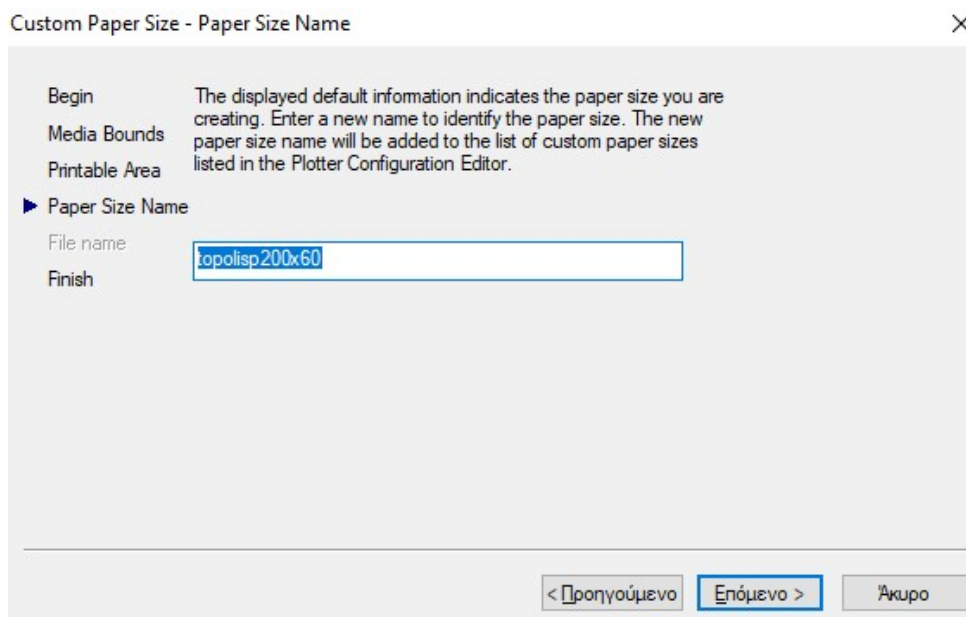 Custom Paper Size - Paper Size Name
Begin
Media Bounds
Printable Area
Paper Size Name
File name
Finish
The displayed default information indicates the paper size you are
creating. Enter a new name to identify the paper size. The new
paper size name will be added to the list of custom paper sizes
listed in the Plotter Configuration Editor.
topolisp200x60
< Προηγούμενο
Επόμενο >
Άκυρο